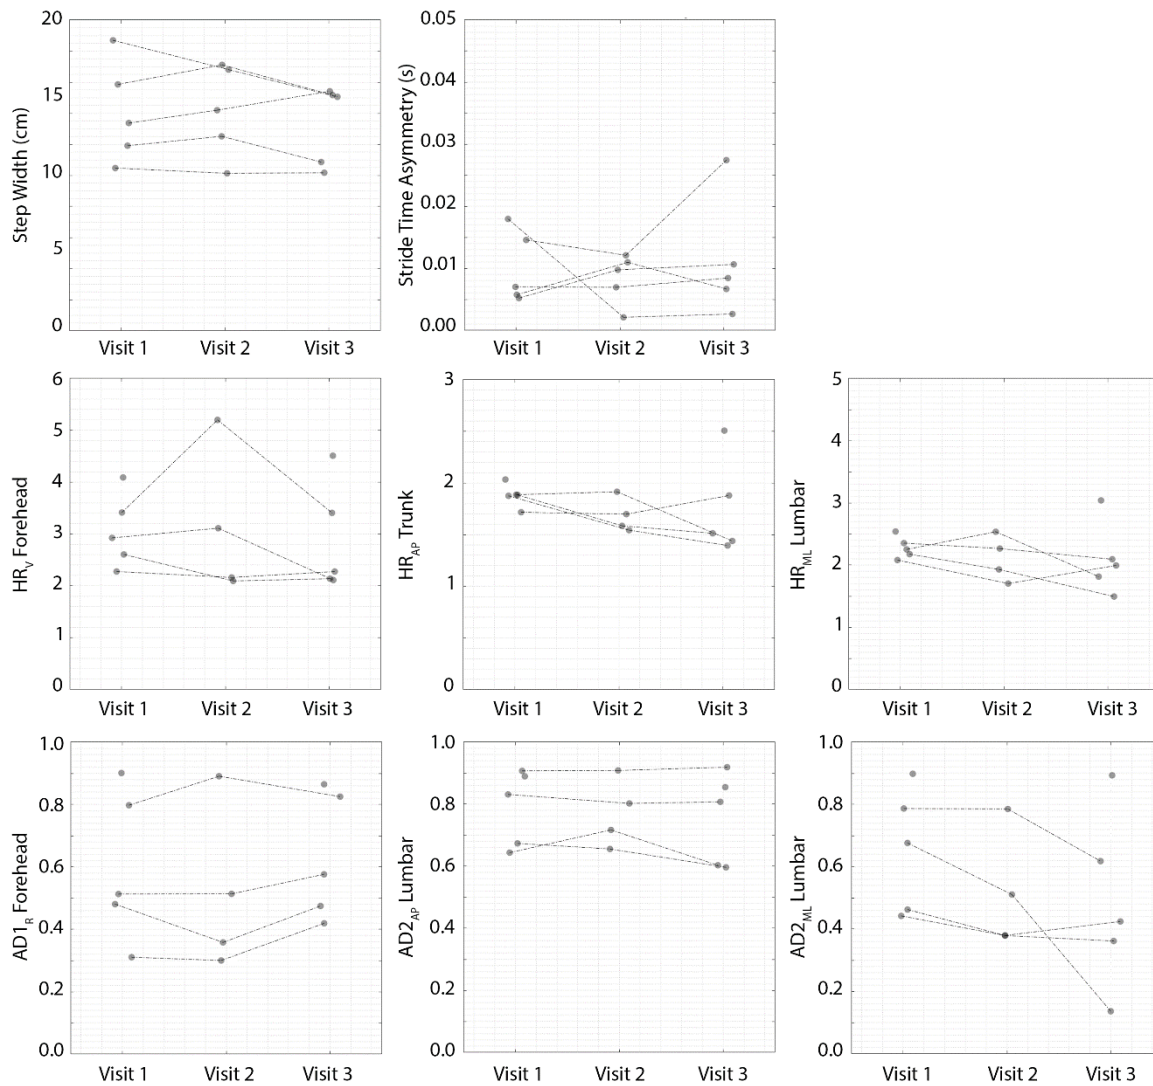 Step Width (cm)
20
15
10
5
0
Visit 1 Visit 2 Visit 3
Stride Time Asymmetry (s)
0.05
0.04
0.03
0.02
0.01
0.00
Visit 1 Visit 2 Visit 3
HRV Forehead
6
5
4
3
2
1
0
Visit 1 Visit 2 Visit 3
HRAP Trunk
3
2
1
0
Visit 1 Visit 2 Visit 3
HRML Lumbar
5
4
3
2
1
0
Visit 1 Visit 2 Visit 3
AD1R Forehead
1.0
0.8
0.6
0.4
0.2
0.0
Visit 1 Visit 2 Visit 3
AD2AP Lumbar
1.0
0.8
0.6
0.4
0.2
0.0
Visit 1 Visit 2 Visit 3
AD2ML Lumbar
1.0
0.8
0.6
0.4
0.2
0.0
Visit 1 Visit 2 Visit 3